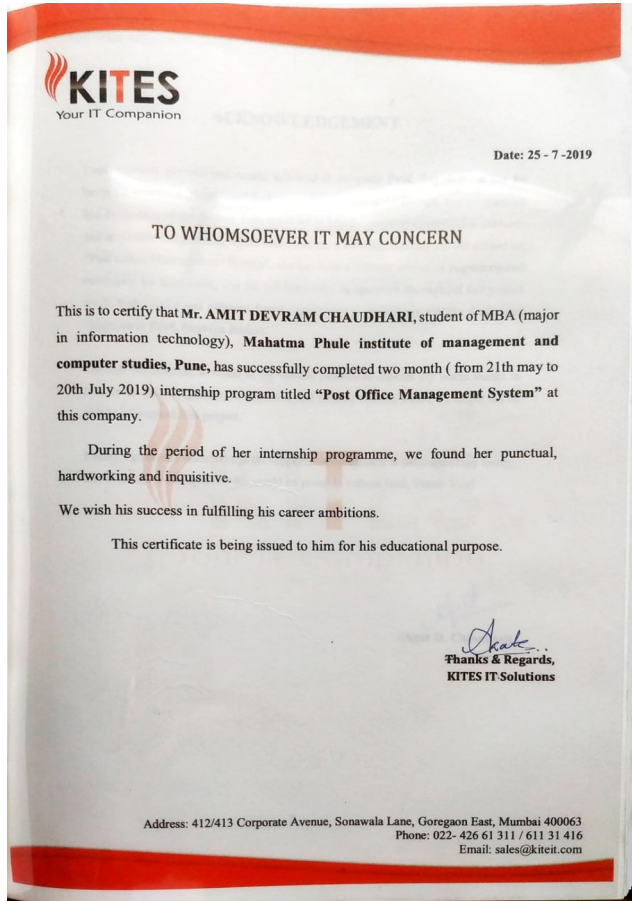 KITES
Your IT Companion
Date: 25 - 7 -2019
TO WHOMSOEVER IT MAY CONCERN
This is to certify that Mr. AMIT DEVRAM CHAUDHARI, student of MBA (major
in information technology), Mahatma Phule institute of management and
computer studies, Pune, has successfully completed two month ( from 21th may to
20th July 2019) internship program titled “Post Office Management System” at
this company.
During the period of her internship programme, we found her punctual,
hardworking and inquisitive.
We wish his success in fulfilling his career ambitions.
This certificate is being issued to him for his educational purpose.
Thanks & Regards,
KITES IT Solutions
Address: 412/413 Corporate Avenue, Sonawala Lane, Goregaon East, Mumbai 400063
Phone: 022- 426 61 311 / 611 31 416
Email: sales@kiteit.com